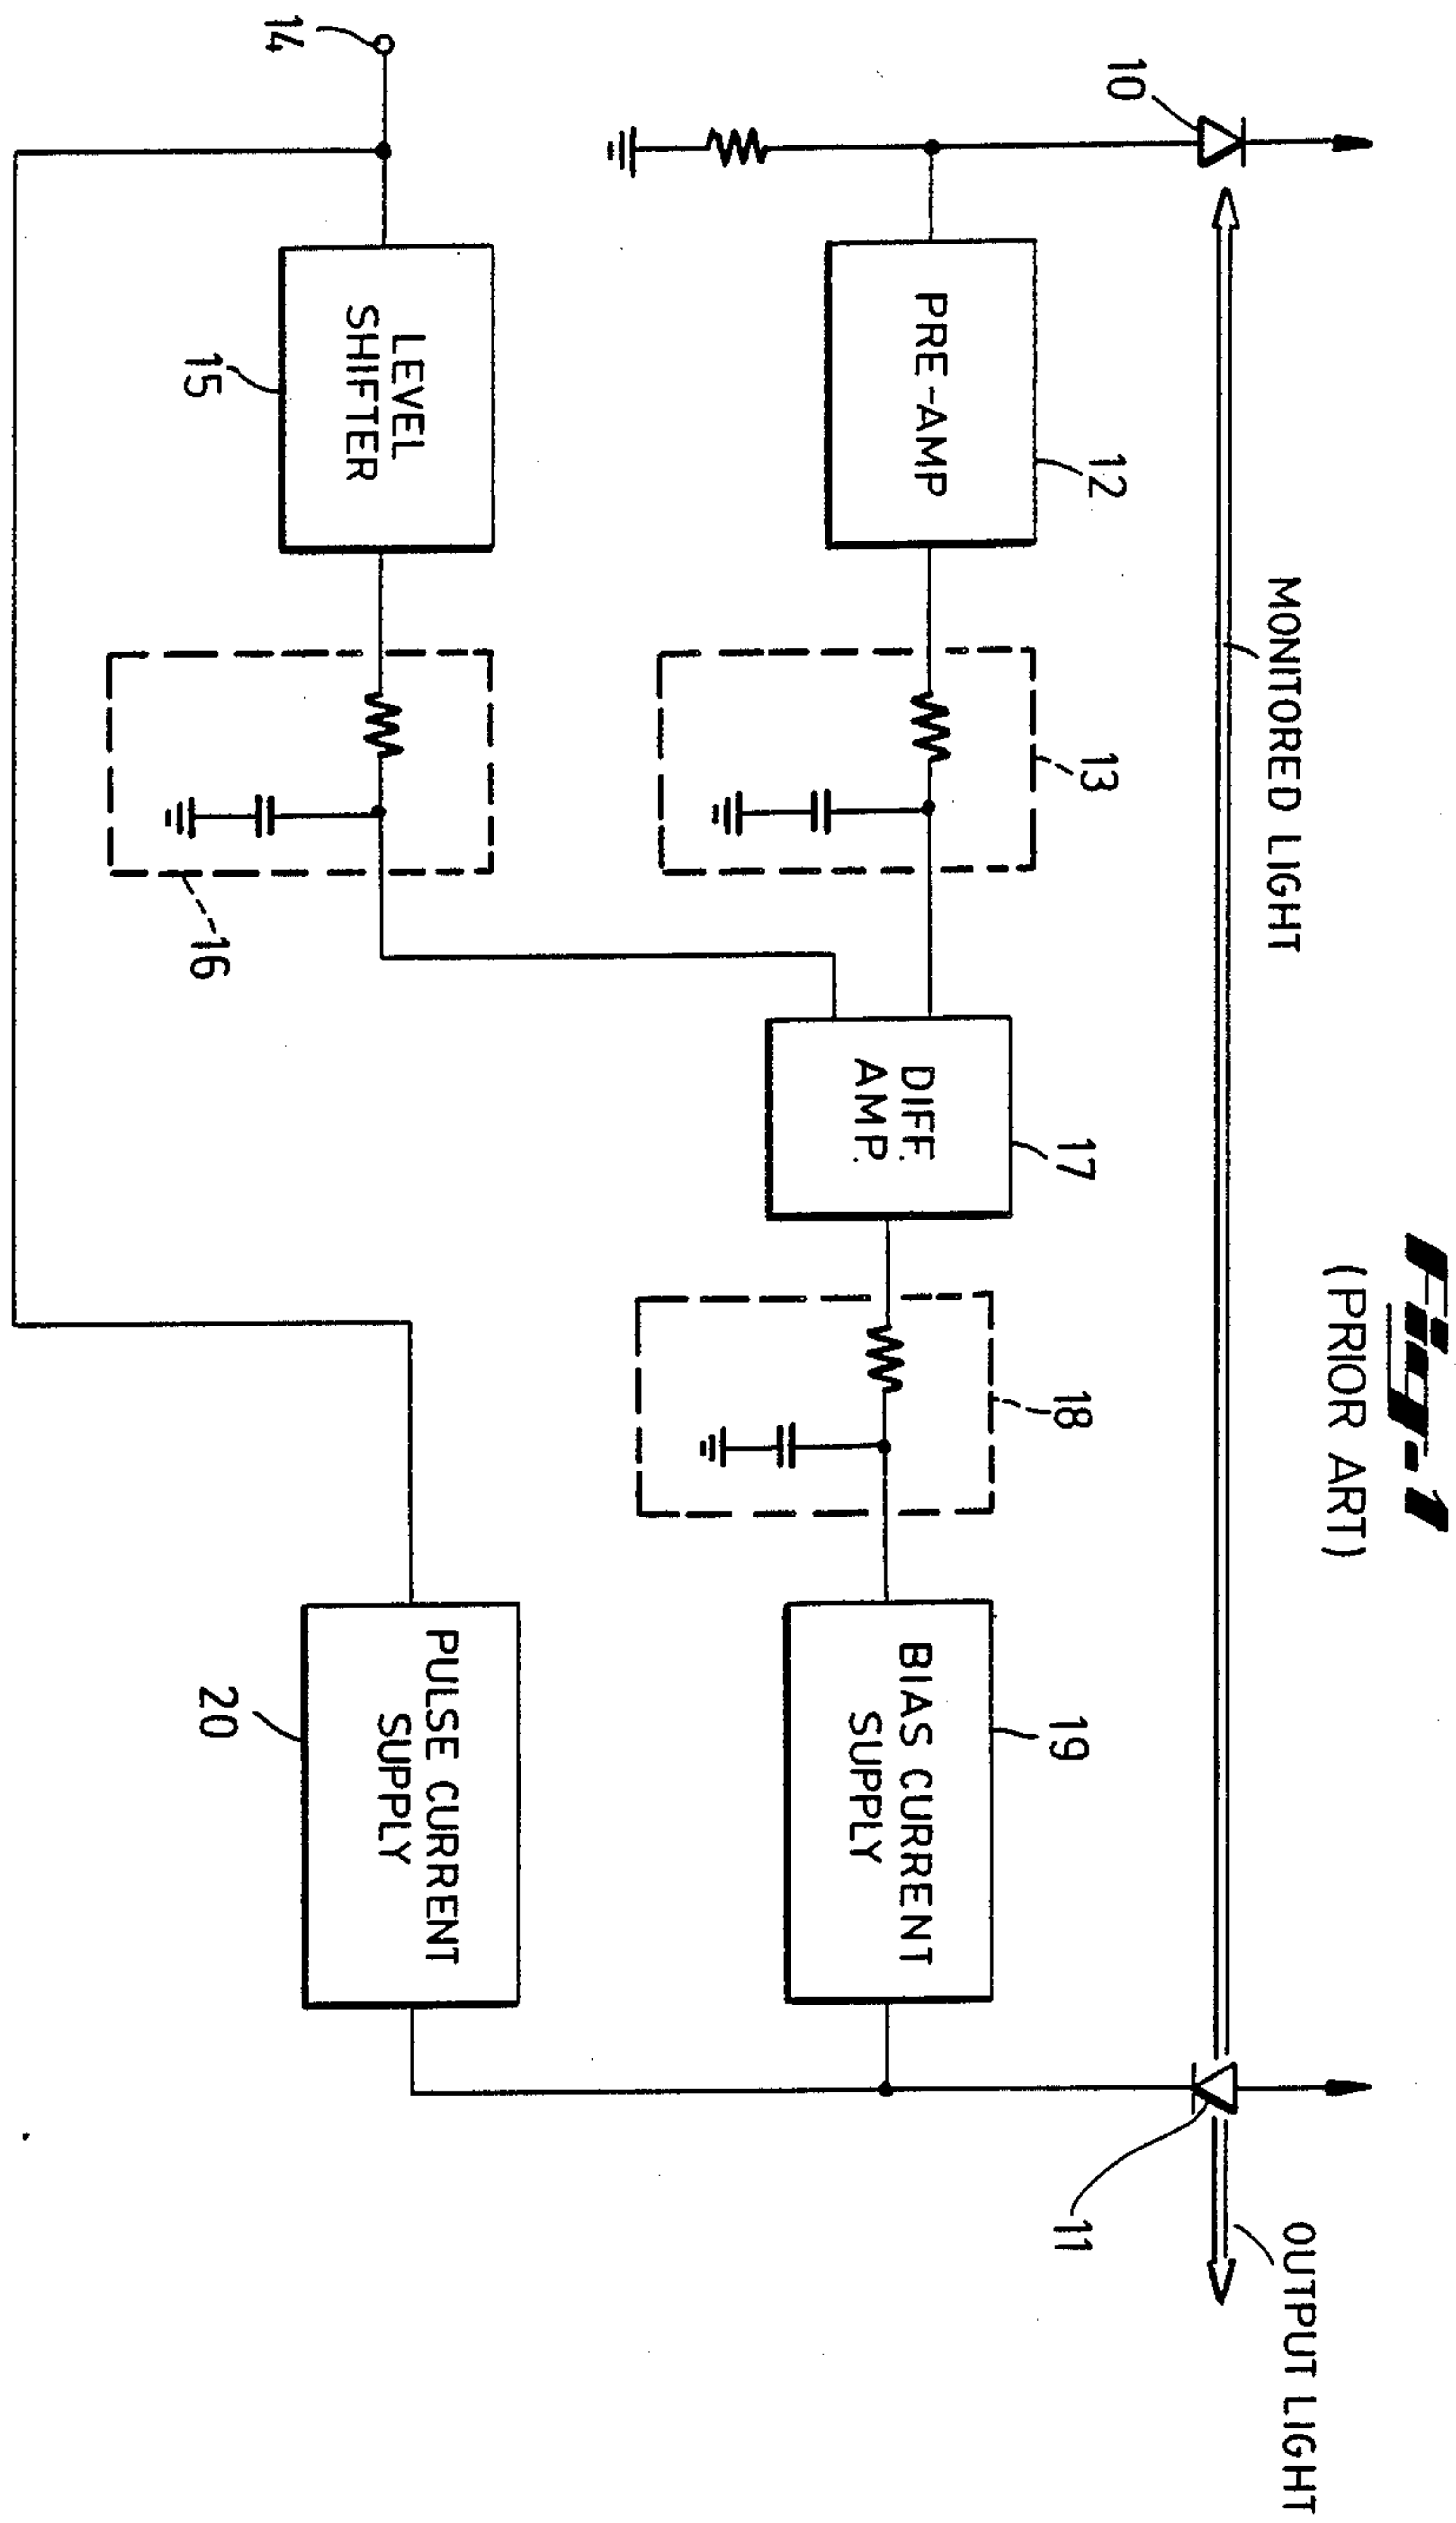 Fig. 1
(PRIOR ART)
MONITORED LIGHT
OUTPUT LIGHT
10
11
PRE-AMP
12
13
DIFF.
AMP.
17
18
BIAS CURRENT
SUPPLY
19
14
LEVEL
SHIFTER
15
16
PULSE CURRENT
SUPPLY
20